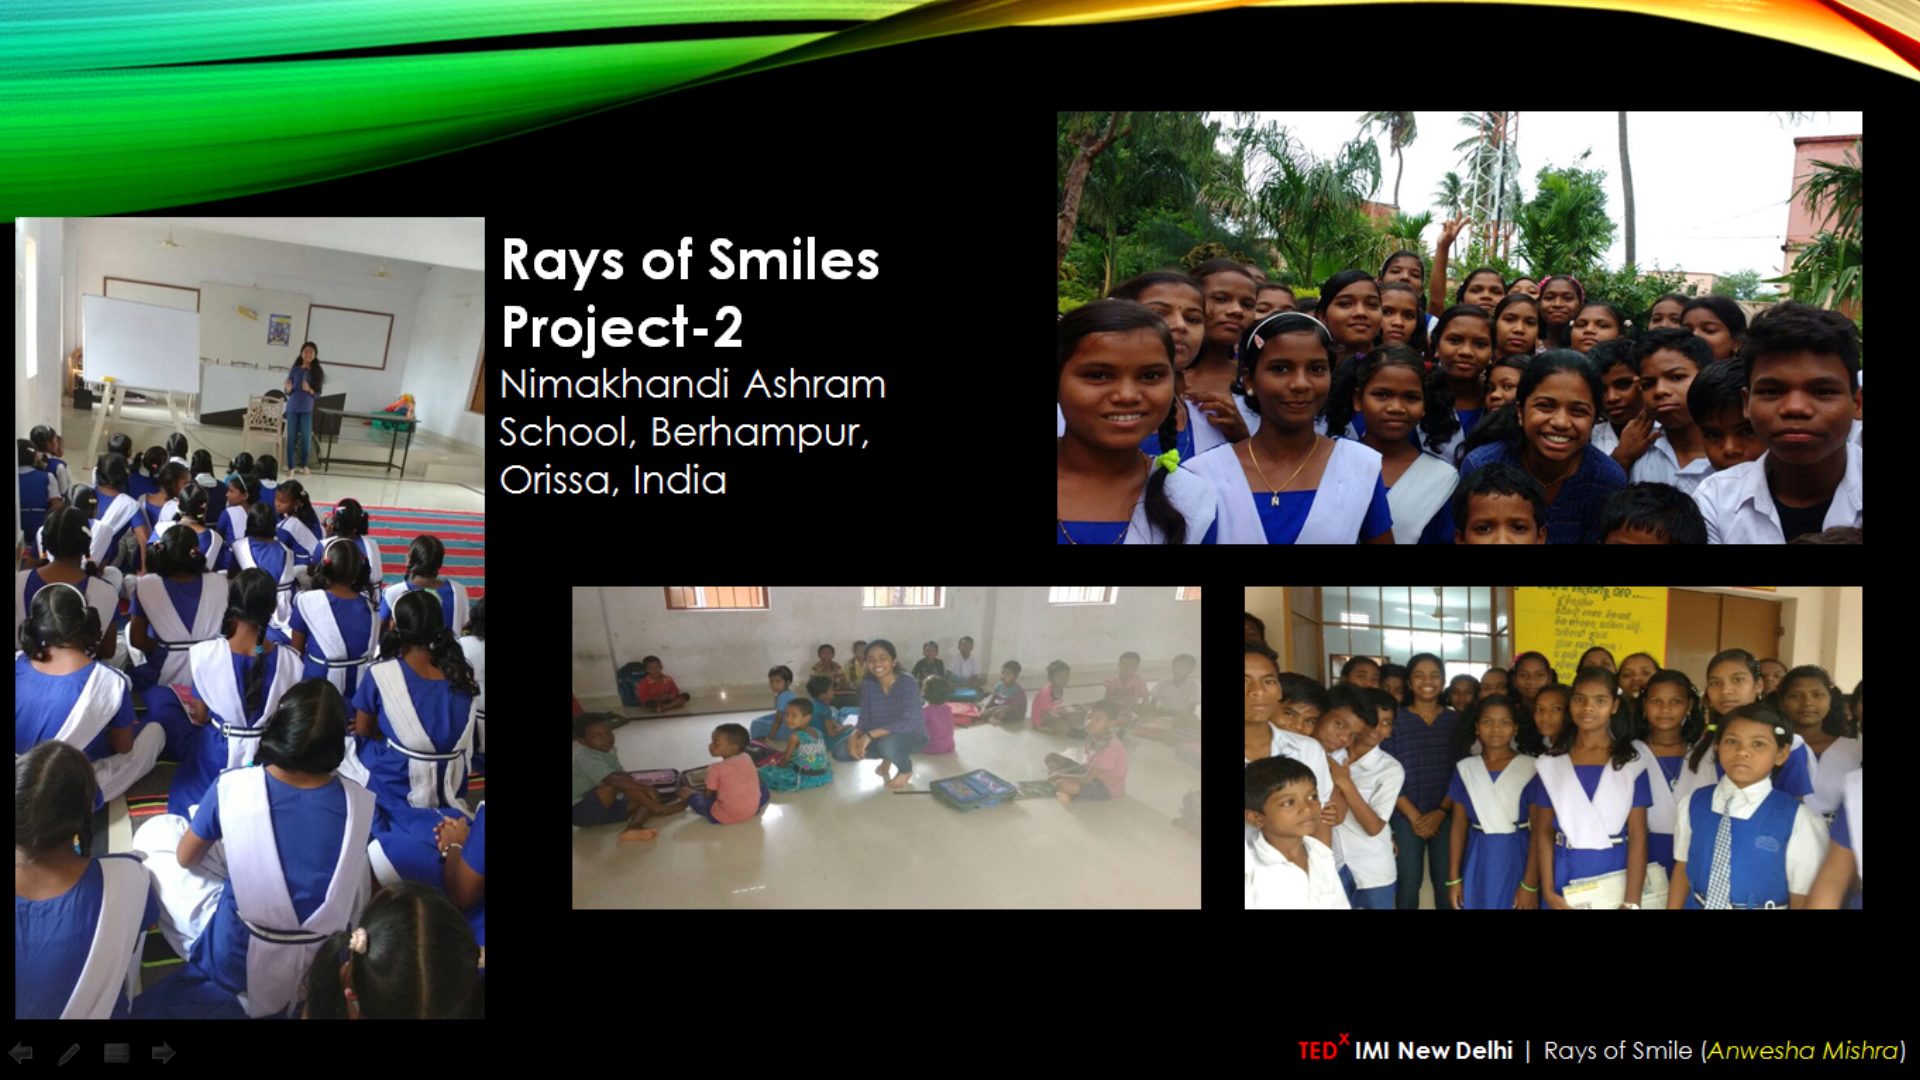 Rays of Smiles
Project-2
Nimakhandi Ashram
School, Berhampur,
Orissa, India
TEDx IMI New Delhi | Rays of Smile (Anwesha Mishra)